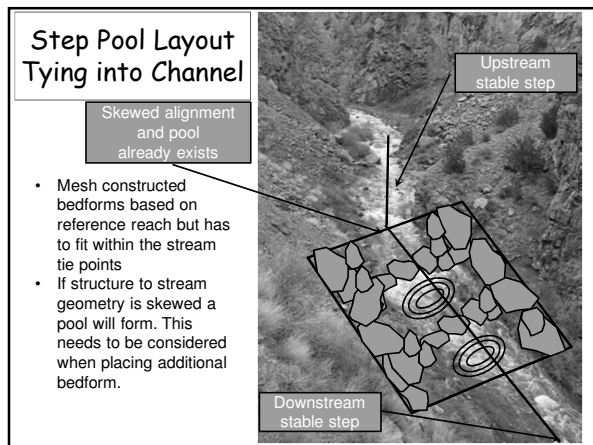 Step Pool Layout
Tying into Channel
Upstream
stable step
Skewed alignment
and pool
already exists
• Mesh constructed
bedforms based on
reference reach but has
to fit within the stream
tie points
• If structure to stream
geometry is skewed a
pool will form. This
needs to be considered
when placing additional
bedform.
Downstream
stable step